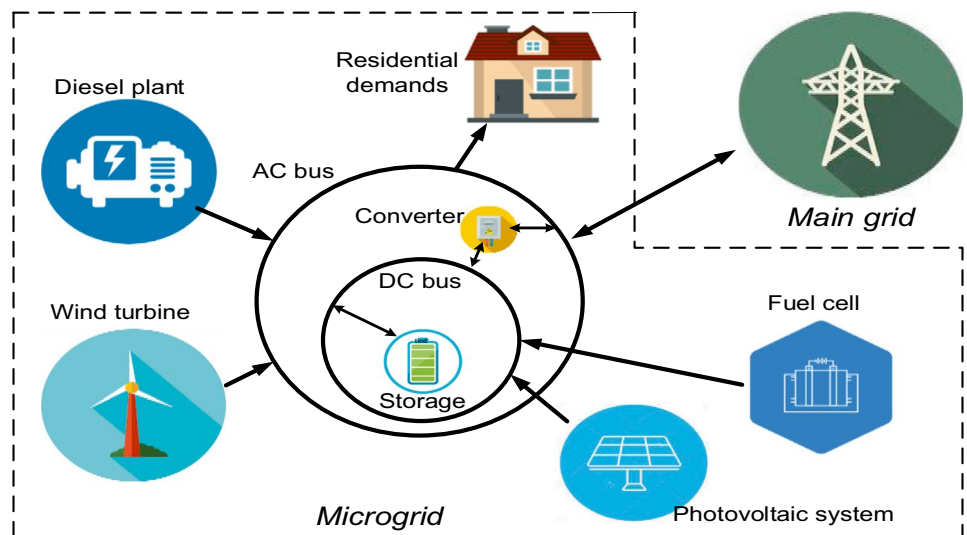 Residential
demands
Diesel plant
AC bus
Converter
Main grid
DC bus
Wind turbine
Fuel cell
Storage
Photovoltaic system
Microgrid